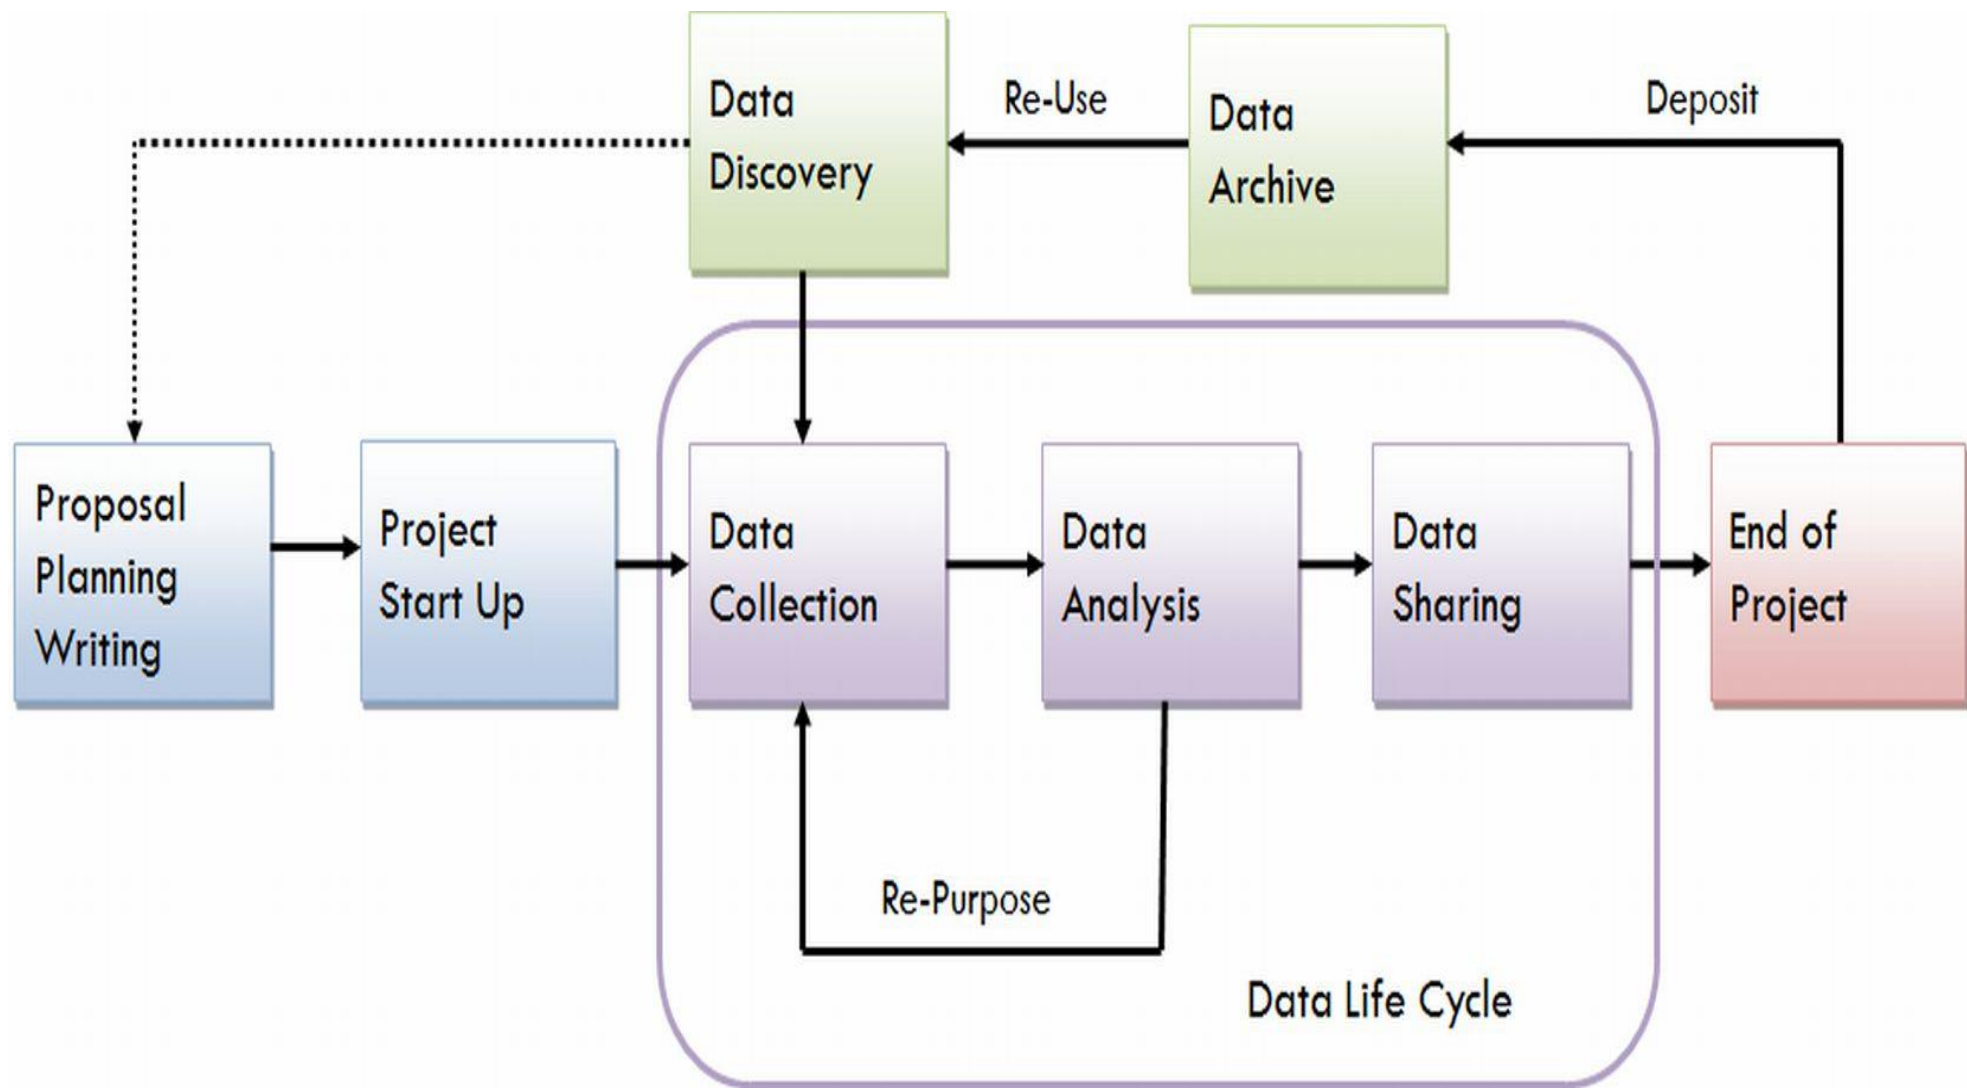 Data
Discovery
Re-Use
Data
Archive
Deposit
Proposal
Planning
Writing
Project
Start Up
Data
Collection
Data
Analysis
Data
Sharing
End of
Project
Re-Purpose
Data Life Cycle